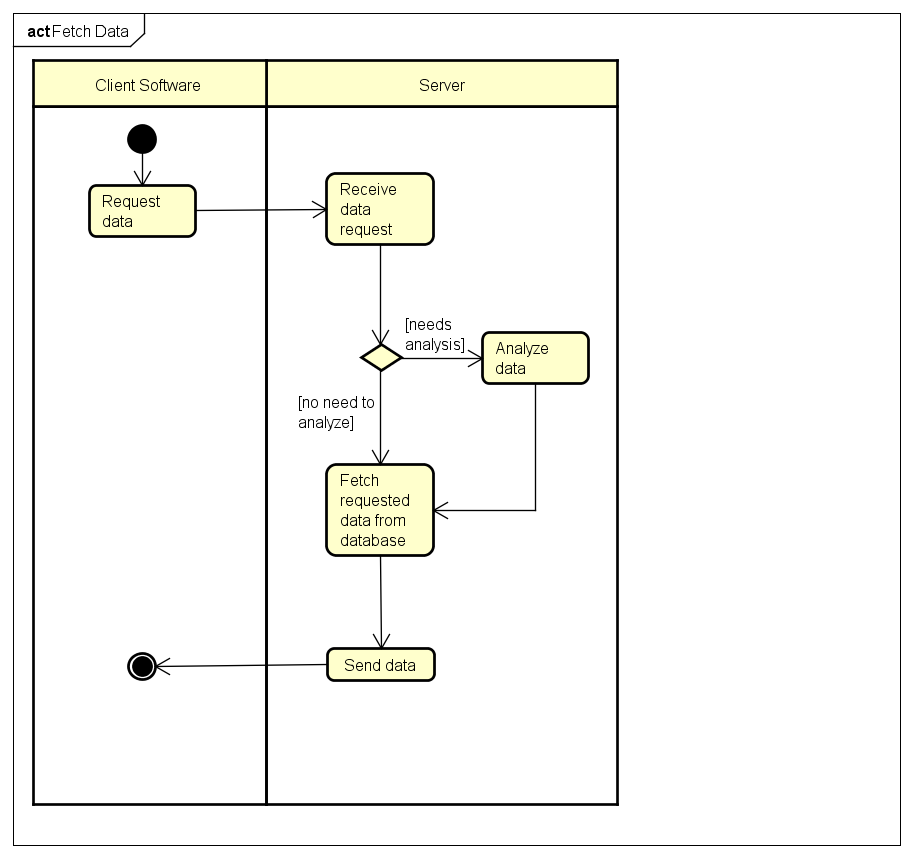 act Fetch Data
Client Software
Server
Request
data
Receive
data
request
[needs
analysis]
Analyze
data
[no need to
analyze]
Fetch
requested
data from
database
Send data